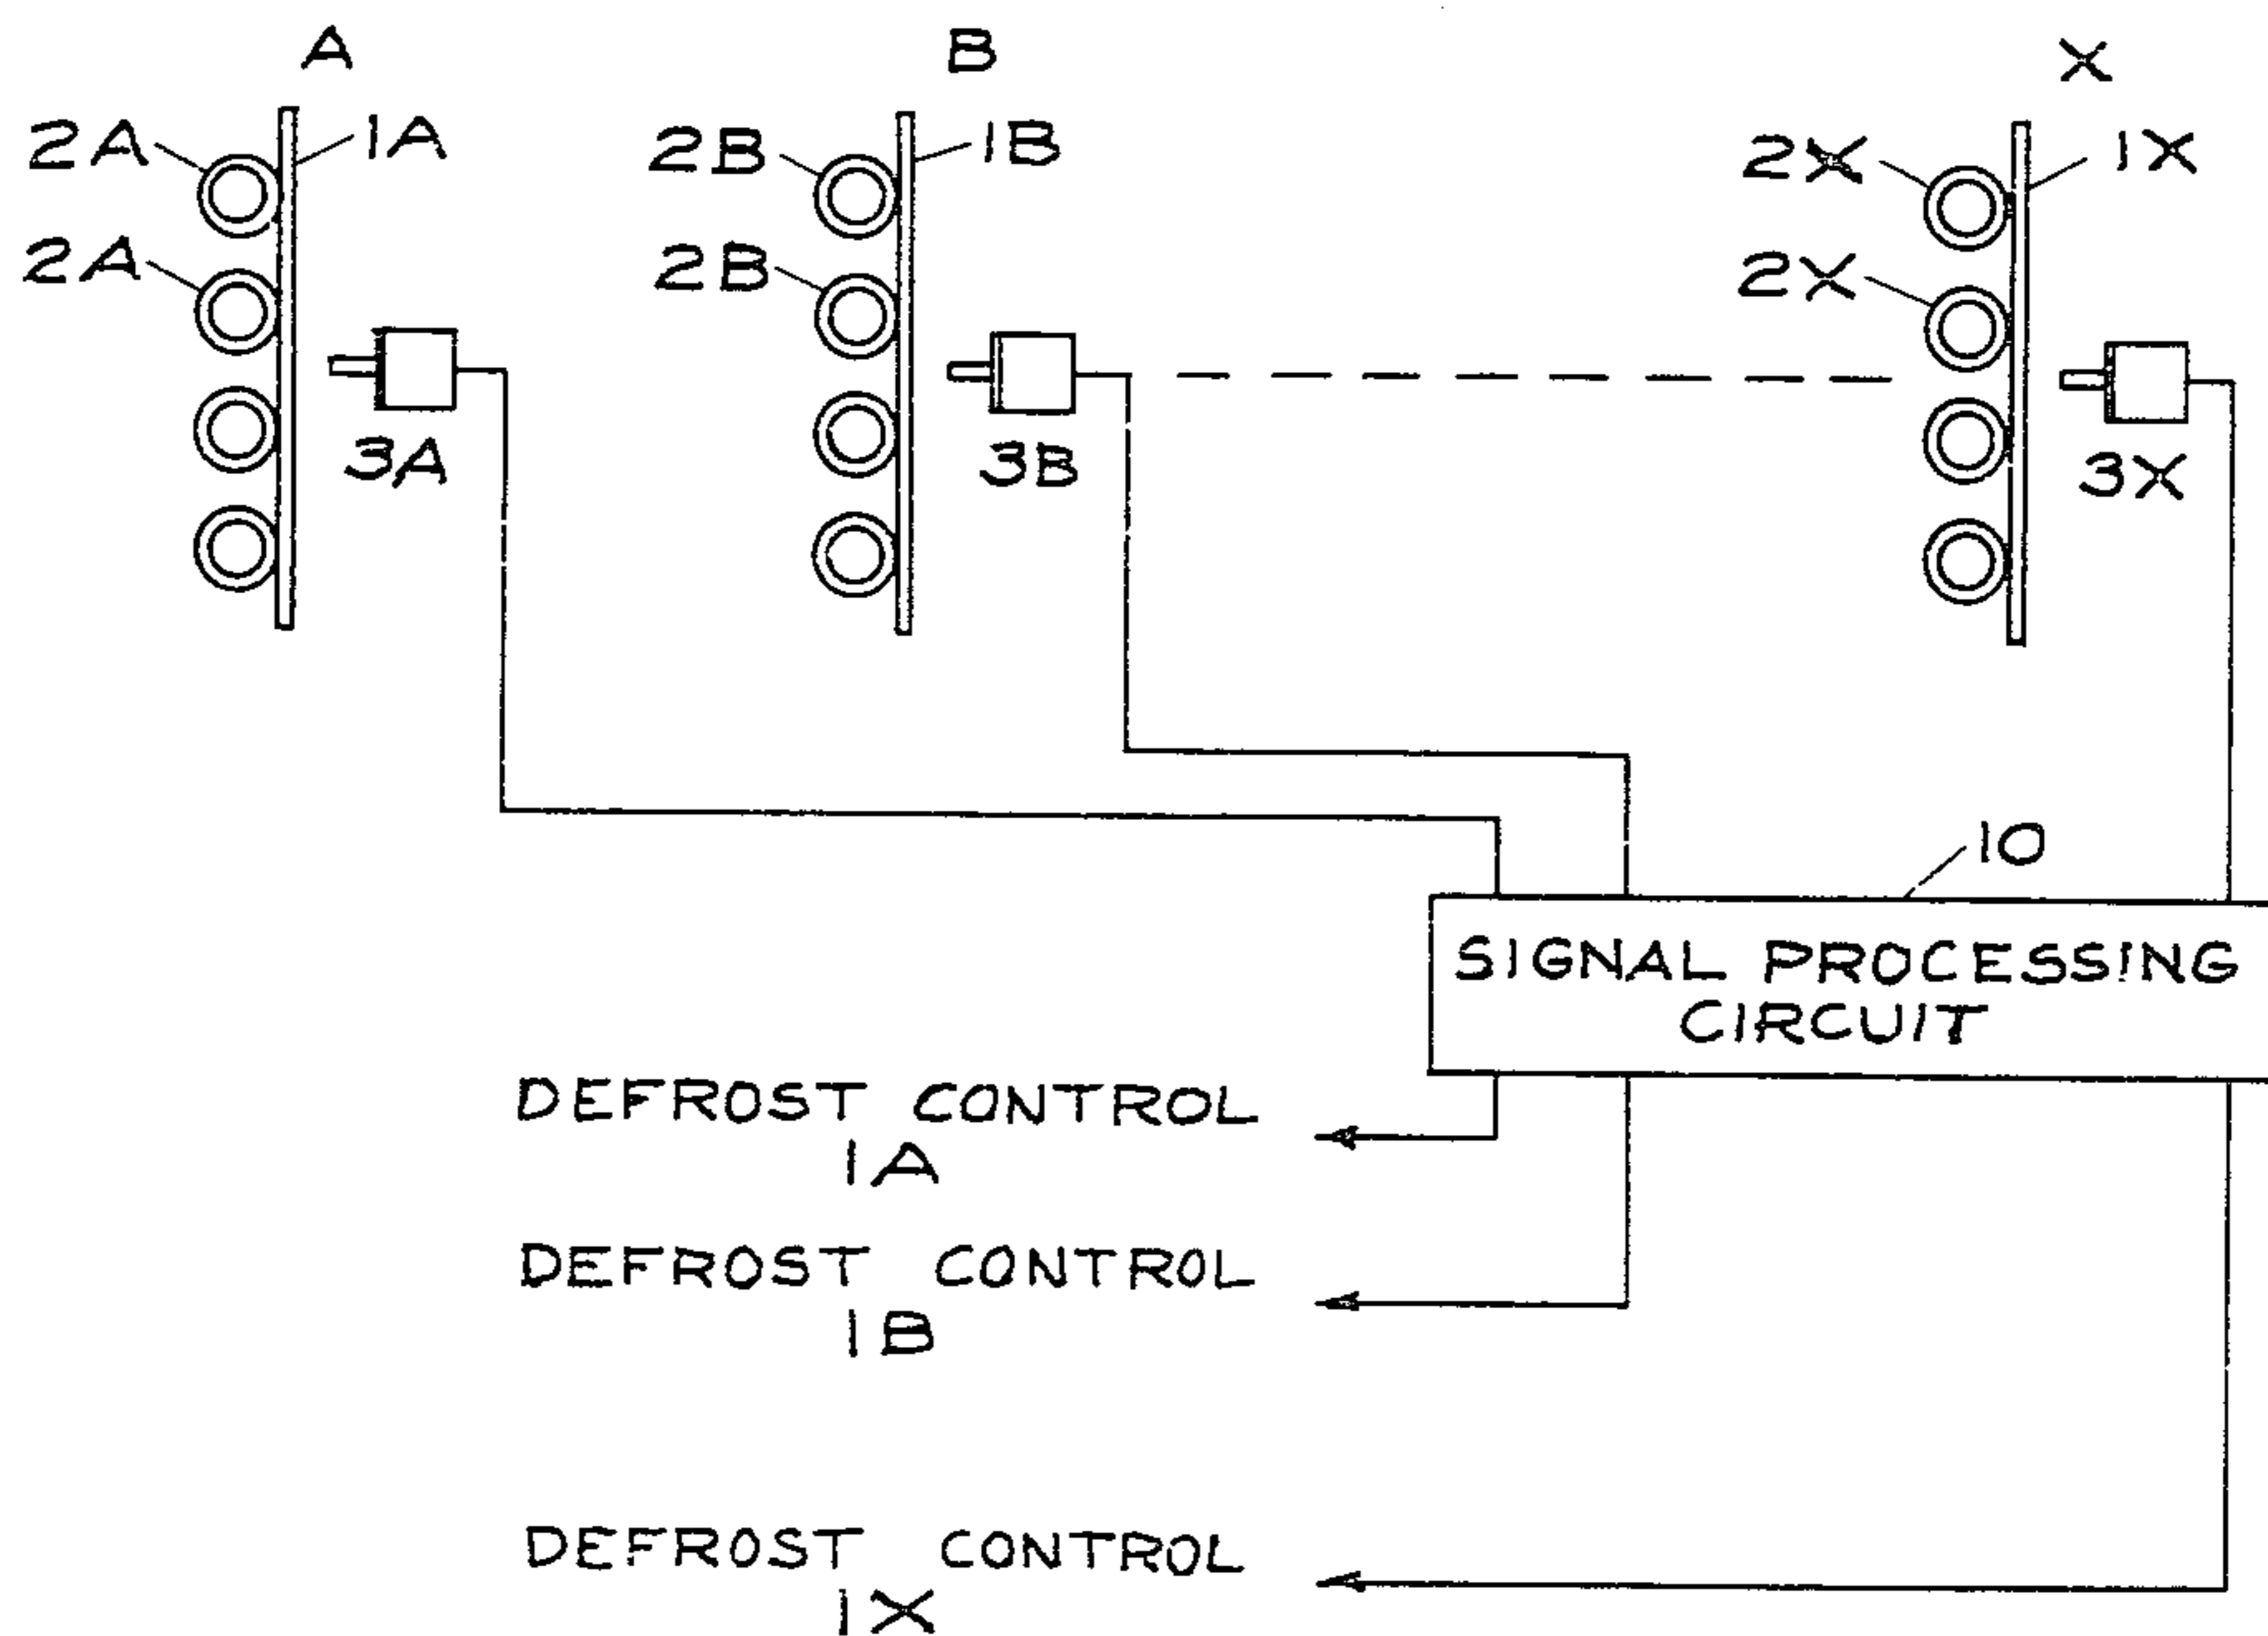 A
B
X
2A
1A
2B
1B
2X
1X
2A
2B
2X
3A
3B
3X
10
SIGNAL PROCESSING
CIRCUIT
DEFROST CONTROL
1A
DEFROST CONTROL
1B
DEFROST CONTROL
1X